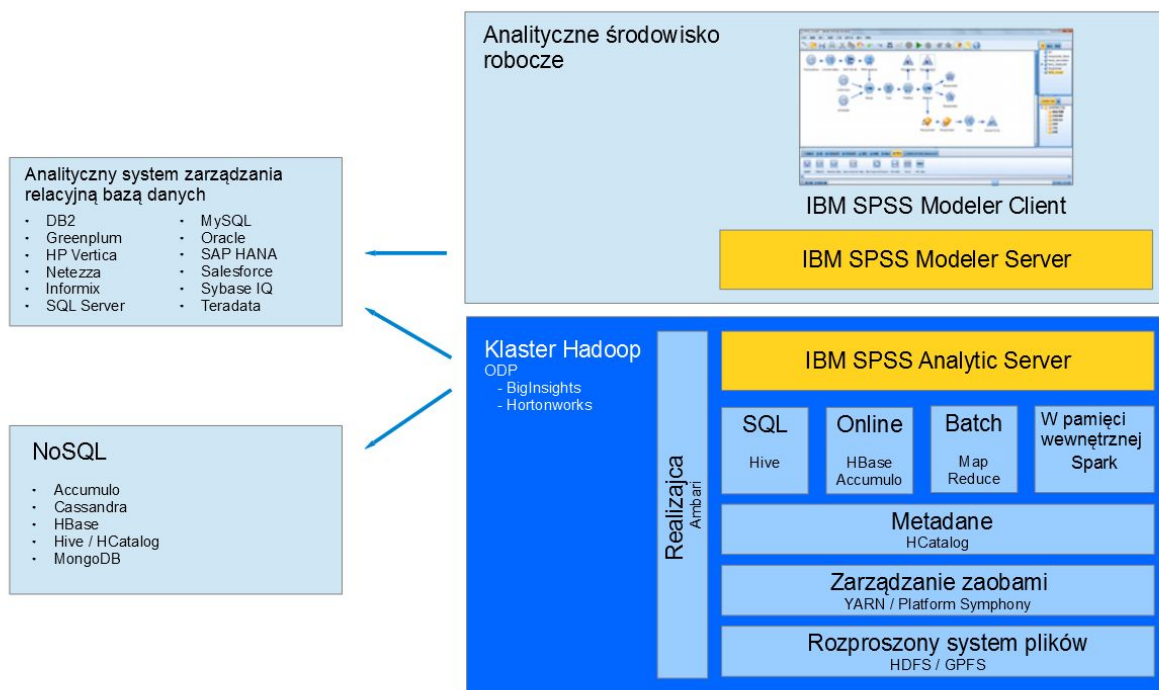 Analityczne środowisko
robocze
IBM SPSS Modeler Client
IBM SPSS Modeler Server
Analityczny system zarządzania
relacyjną bazą danych
· DB2
· Greenplum
· HP Vertica
· Netezza
· Informix
· SQL Server
· MySQL
· Oracle
· SAP HANA
· Salesforce
· Sybase IQ
· Teradata
NoSQL
· Accumulo
· Cassandra
· HBase
· Hive / HCatalog
· MongoDB
Klaster Hadoop
ODP
- BigInsights
- Hortonworks
Realizajca
Ambari
IBM SPSS Analytic Server
SQL
Hive
Online
HBase
Accumulo
Batch
Map
Reduce
W pamięci
wewnętrznej
Spark
Metadane
HCatalog
Zarządzanie zaobami
YARN / Platform Symphony
Rozproszony system plików
HDFS / GPFS